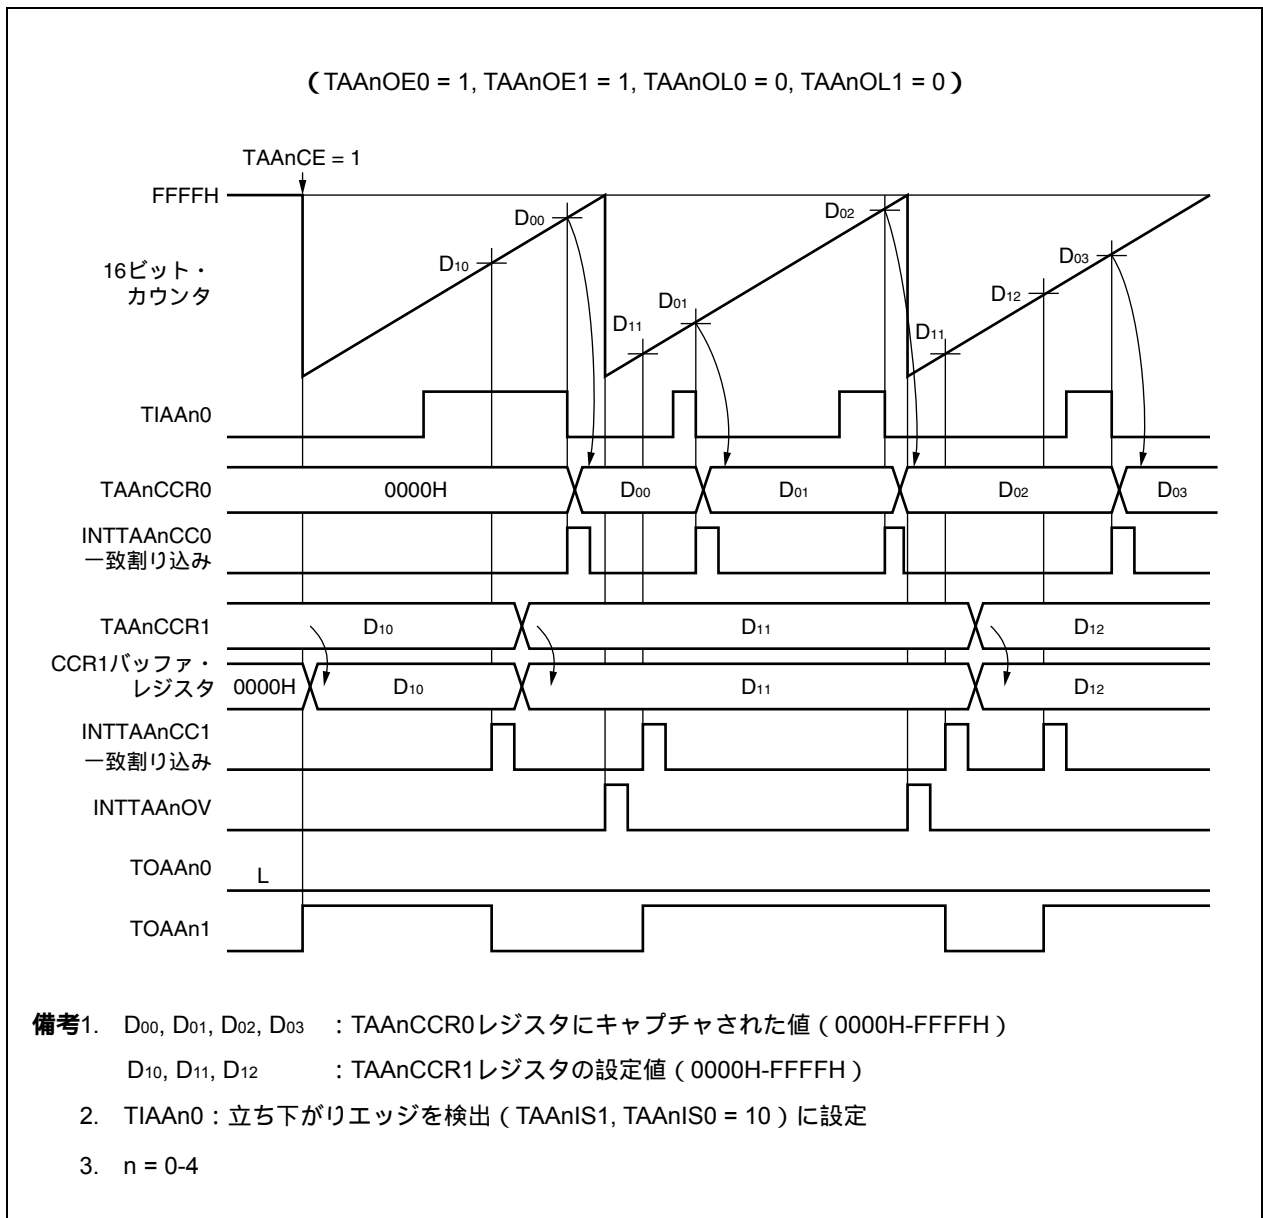 (TAAnOE0 = 1, TAAnOE1 = 1, TAAnOL0 = 0, TAAnOL1 = 0)
TAAnCE = 1
FFFFH
16ビット・
カウンタ
D00
D10
D01
D11
D02
D11
D12
D03
TIAAn0
TAAnCCR0
0000H
D00
D01
D02
D03
INTTAAnCC0
一致割り込み
TAAnCCR1
D10
D11
D12
CCR1バッファ・
レジスタ
0000H
D10
D11
D12
INTTAAnCC1
一致割り込み
INTTAAnOV
TOAAn0
L
TOAAn1
備考1. D00, D01, D02, D03 : TAAnCCR0レジスタにキャプチャされた値（0000H-FFFFH）
D10, D11, D12 : TAAnCCR1レジスタの設定値（0000H-FFFFH）
2. TIAAn0：立ち下がりエッジを検出（TAAnIS1, TAAnIS0 = 10）に設定
3. n = 0-4